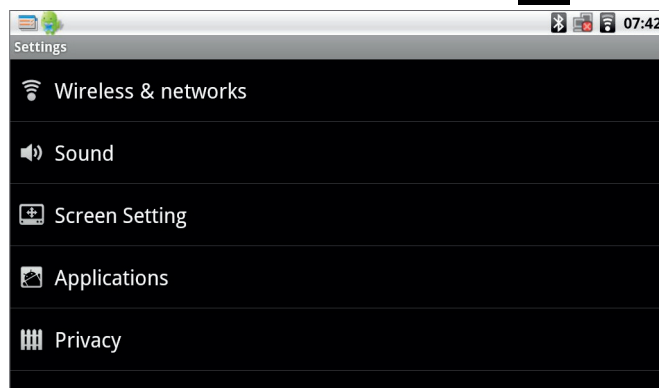 07:42
Settings
Wireless & networks
Sound
Screen Setting
Applications
Privacy